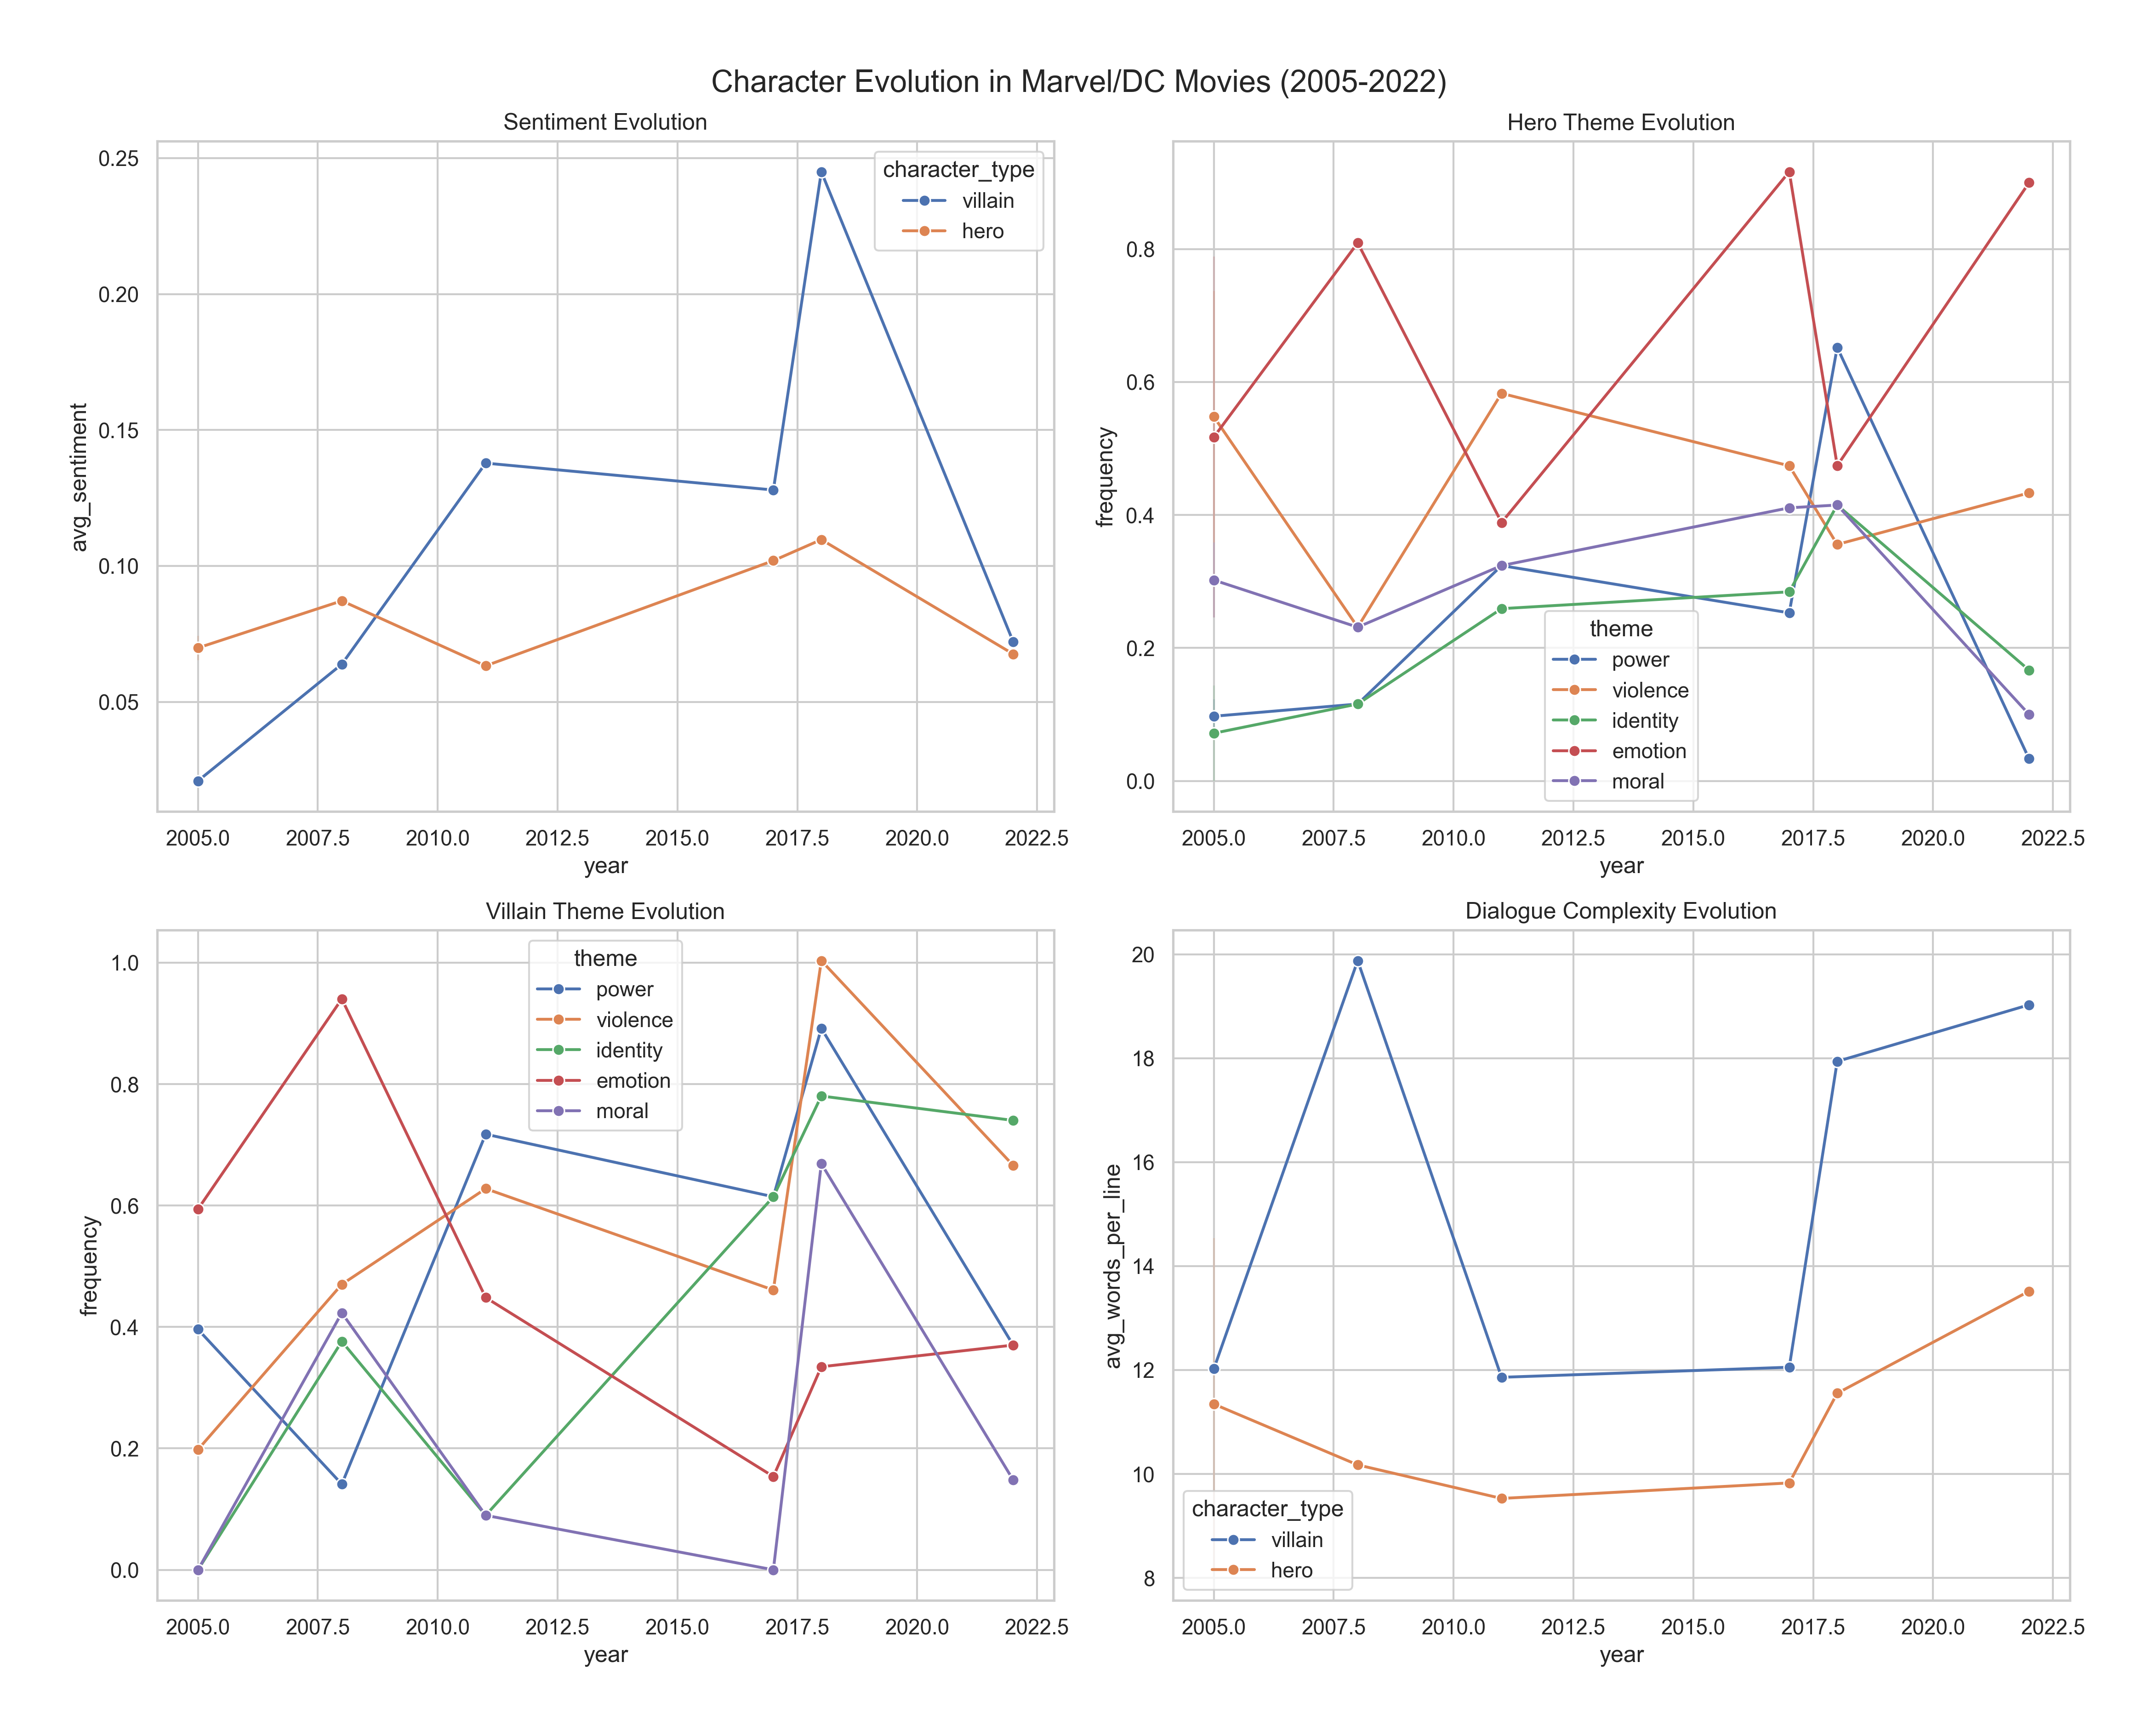 Character Evolution in Marvel/DC Movies (2005-2022)
Sentiment Evolution
avg_sentiment
0.25
0.20
0.15
0.10
0.05
character_type
villain
hero
2005.0 2007.5 2010.0 2012.5 2015.0 2017.5 2020.0 2022.5
year
Hero Theme Evolution
frequency
0.8
0.6
0.4
0.2
0.0
theme
power
violence
identity
emotion
moral
2005.0 2007.5 2010.0 2012.5 2015.0 2017.5 2020.0 2022.5
year
Villain Theme Evolution
frequency
1.0
0.8
0.6
0.4
0.2
0.0
theme
power
violence
identity
emotion
moral
2005.0 2007.5 2010.0 2012.5 2015.0 2017.5 2020.0 2022.5
year
Dialogue Complexity Evolution
avg_words_per_line
20
18
16
14
12
10
8
character_type
villain
hero
2005.0 2007.5 2010.0 2012.5 2015.0 2017.5 2020.0 2022.5
year